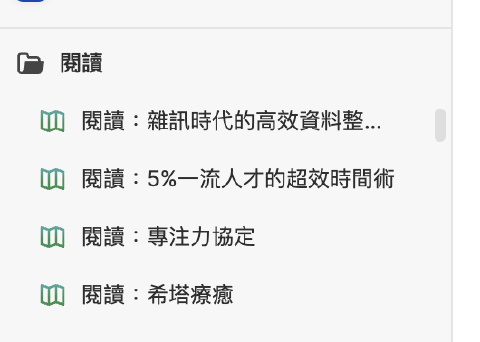 閱讀
閱讀：雜訊時代的高效資料整...
閱讀：5%一流人才的超效時間術
閱讀：專注力協定
閱讀：希塔療癒